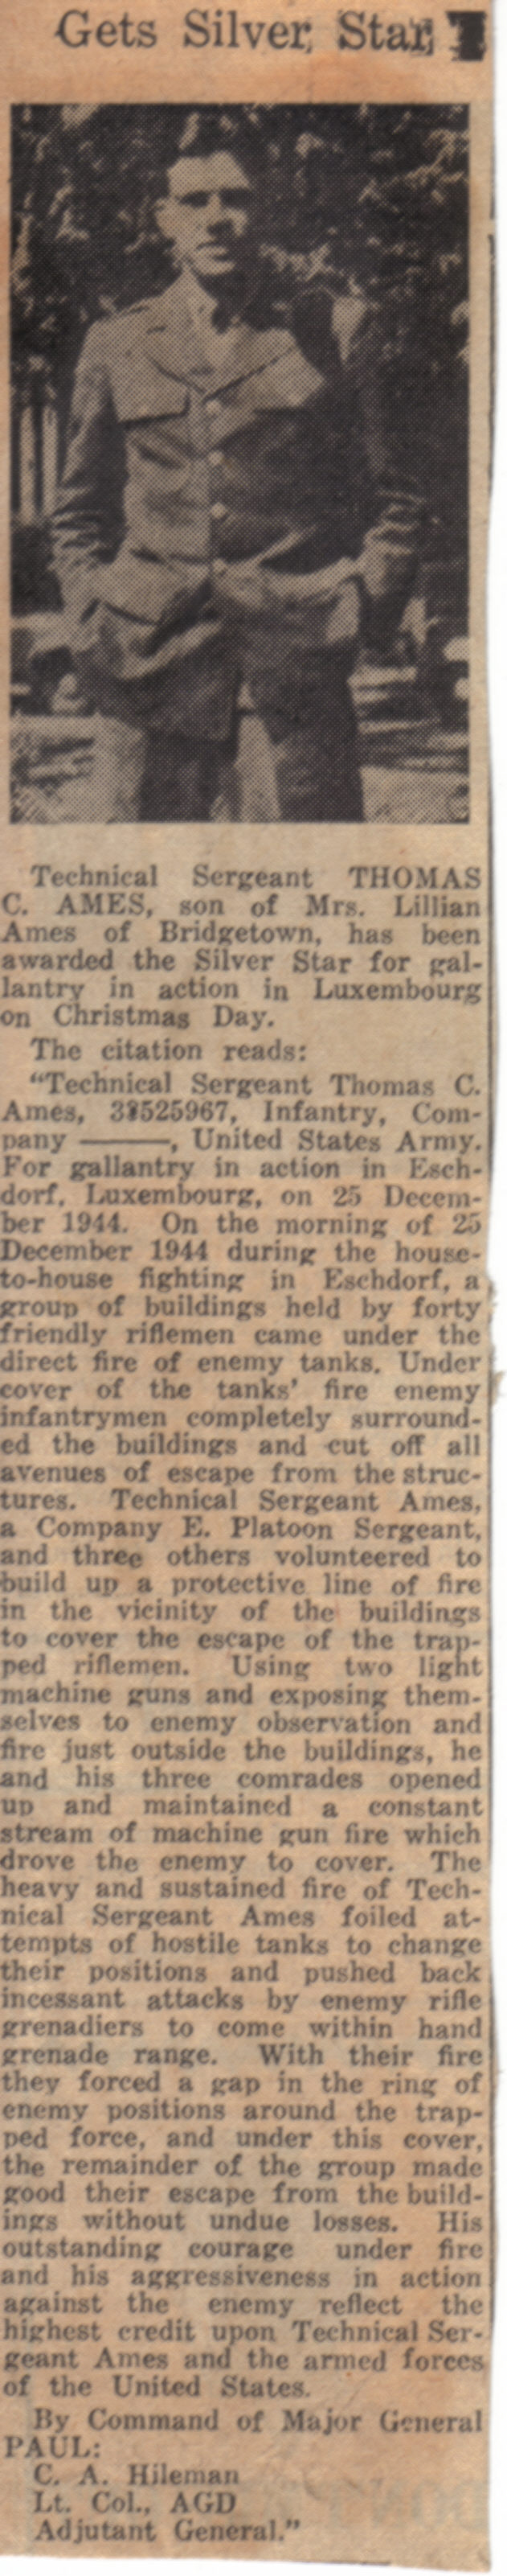 Gets Silver Star
Technical Sergeant THOMAS
C. AMES, son of Mrs. Lillian
Ames of Bridgetown, has been
awarded the Silver Star for gal-
lantry in action in Luxembourg
on Christmas Day.
The citation reads:
“Technical Sergeant Thomas C.
Ames, Infantry, Com-
pany ———, United States Army.
For gallantry in action in Esch-
dorf, Luxembourg, on 25 Decem-
ber 1944. On the morning of 25
December 1944 during the house-
to-house fighting in Eschdorf, a
group of buildings held by forty
friendly riflemen came under the
direct fire of enemy tanks. Under
cover of the tanks’ fire enemy
infantrymen completely surround-
ed the buildings and cut off all
avenues of escape from the struc-
tures. Technical Sergeant Ames,
a Company E. Platoon Sergeant,
and three others volunteered to
build up a protective line of fire
in the vicinity of the buildings
to cover the escape of the trap-
ped riflemen. Using two light
machine guns and exposing them-
selves to enemy observation and
fire just outside the buildings, he
and his three comrades opened
up and maintained a constant
stream of machine gun fire which
drove the enemy to cover. The
heavy and sustained fire of Tech-
nical Sergeant Ames foiled at-
tempts of hostile tanks to change
their positions and pushed back
incessant attacks by enemy rifle
grenadiers to come within hand
grenade range. With their fire
they forced a gap in the ring of
enemy positions around the trap-
ped force, and under this cover,
the remainder of the group made
good their escape from the build-
ings without undue losses. His
outstanding courage under fire
and his aggressiveness in action
against the enemy reflect the
highest credit upon Technical Ser-
geant Ames and the armed forces
of the United States.
By Command of Major General
PAUL:
C. A. Hileman
Lt. Col., AGD
Adjutant General.”